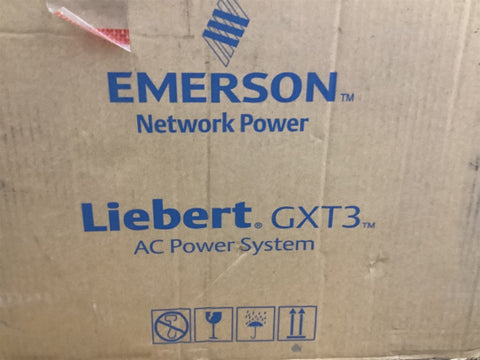 EMERSON™
Network Power
Liebert® GXT3™
AC Power System